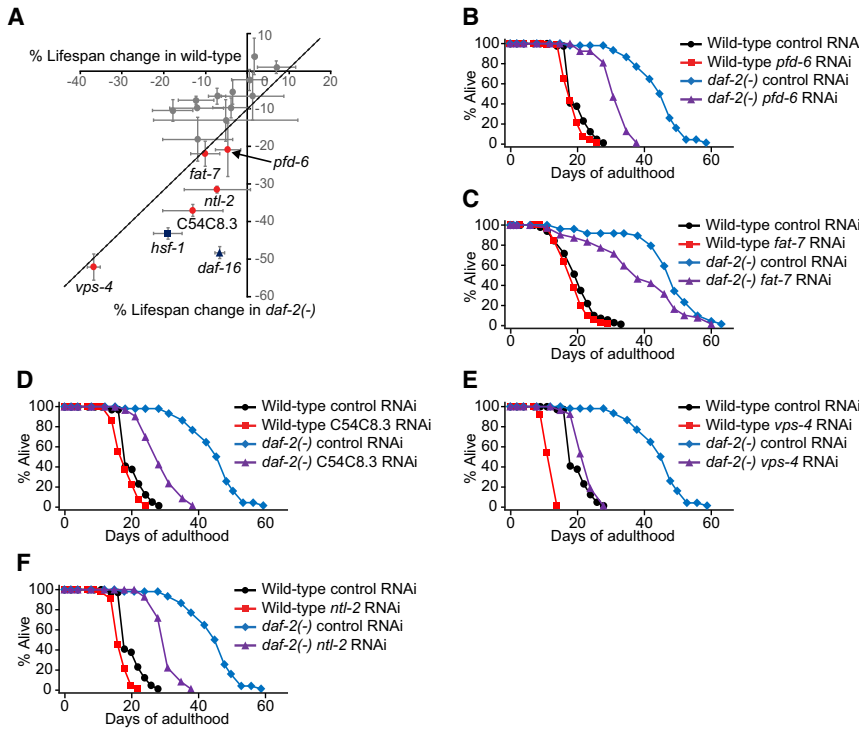 A
% Lifespan change in wild-type
-40 -30 -20 -10 0 10 20
-10
-20
-30
-40
-50
-60
pfd-6
fat-7
ntl-2
C54C8.3
hsf-1
daf-16
vps-4
% Lifespan change in daf-2(-)
B
% Alive
100
80
60
40
20
0
0 20 40 60
Days of adulthood
Wild-type control RNAi
Wild-type pfd-6 RNAi
daf-2(-) control RNAi
daf-2(-) pfd-6 RNAi
C
% Alive
100
80
60
40
20
0
0 20 40 60
Days of adulthood
Wild-type control RNAi
Wild-type fat-7 RNAi
daf-2(-) control RNAi
daf-2(-) fat-7 RNAi
D
% Alive
100
80
60
40
20
0
0 20 40 60
Days of adulthood
Wild-type control RNAi
Wild-type C54C8.3 RNAi
daf-2(-) control RNAi
daf-2(-) C54C8.3 RNAi
E
% Alive
100
80
60
40
20
0
0 20 40 60
Days of adulthood
Wild-type control RNAi
Wild-type vps-4 RNAi
daf-2(-) control RNAi
daf-2(-) vps-4 RNAi
F
% Alive
100
80
60
40
20
0
0 20 40 60
Days of adulthood
Wild-type control RNAi
Wild-type ntl-2 RNAi
daf-2(-) control RNAi
daf-2(-) ntl-2 RNAi